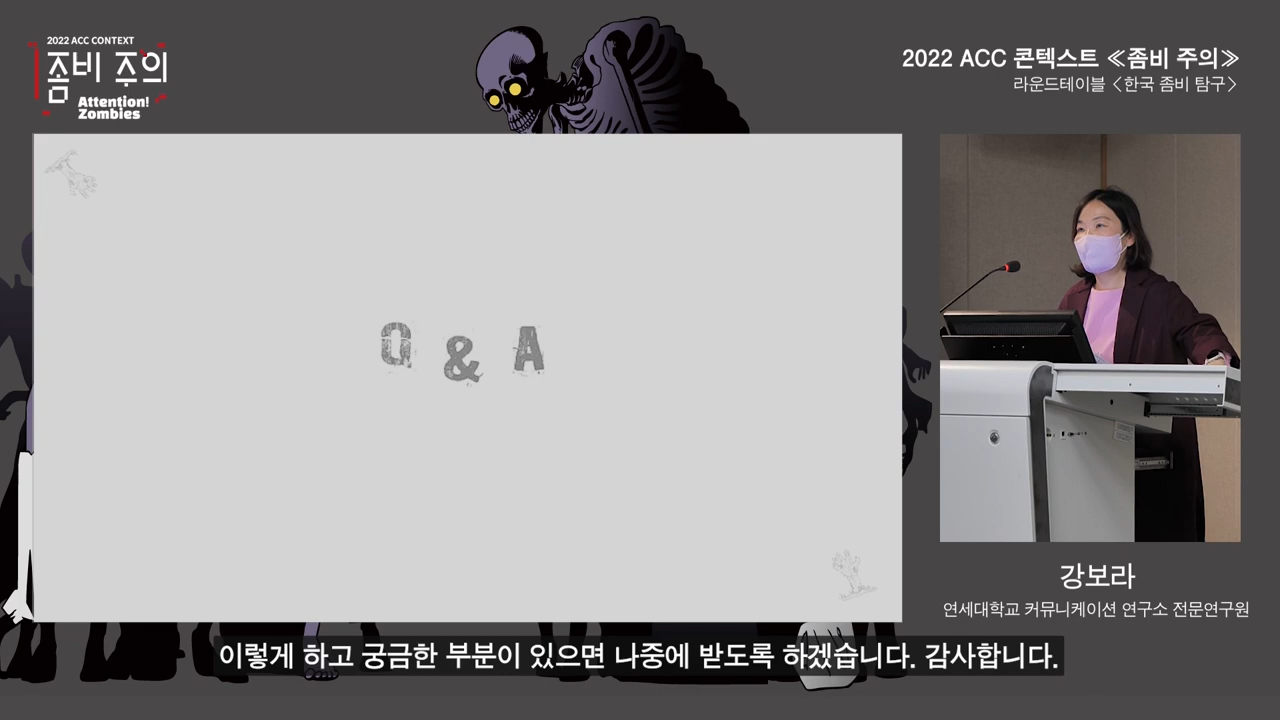 2022 ACC CONTEXT
좀비 주의
Attention!
Zombies
2022 ACC 콘텍스트 ≪좀비 주의≫
라운드테이블 〈한국 좀비 탐구〉
Q & A
강보라
연세대학교 커뮤니케이션 연구소 전문연구원
이렇게 하고 궁금한 부분이 있으면 나중에 받도록 하겠습니다. 감사합니다.